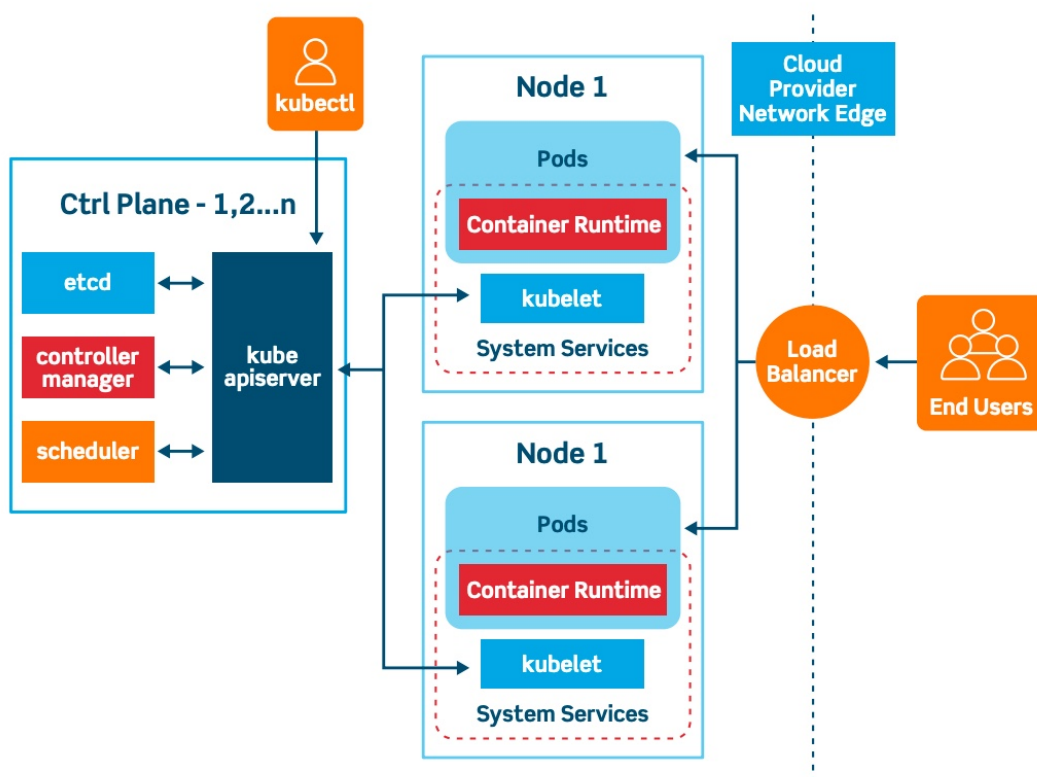 kubectl
Ctrl Plane - 1,2...n
etcd
controller
manager
scheduler
kube
apiserver
Node 1
Pods
Container Runtime
kubelet
System Services
Node 1
Pods
Container Runtime
kubelet
System Services
Cloud
Provider
Network Edge
Load
Balancer
End Users